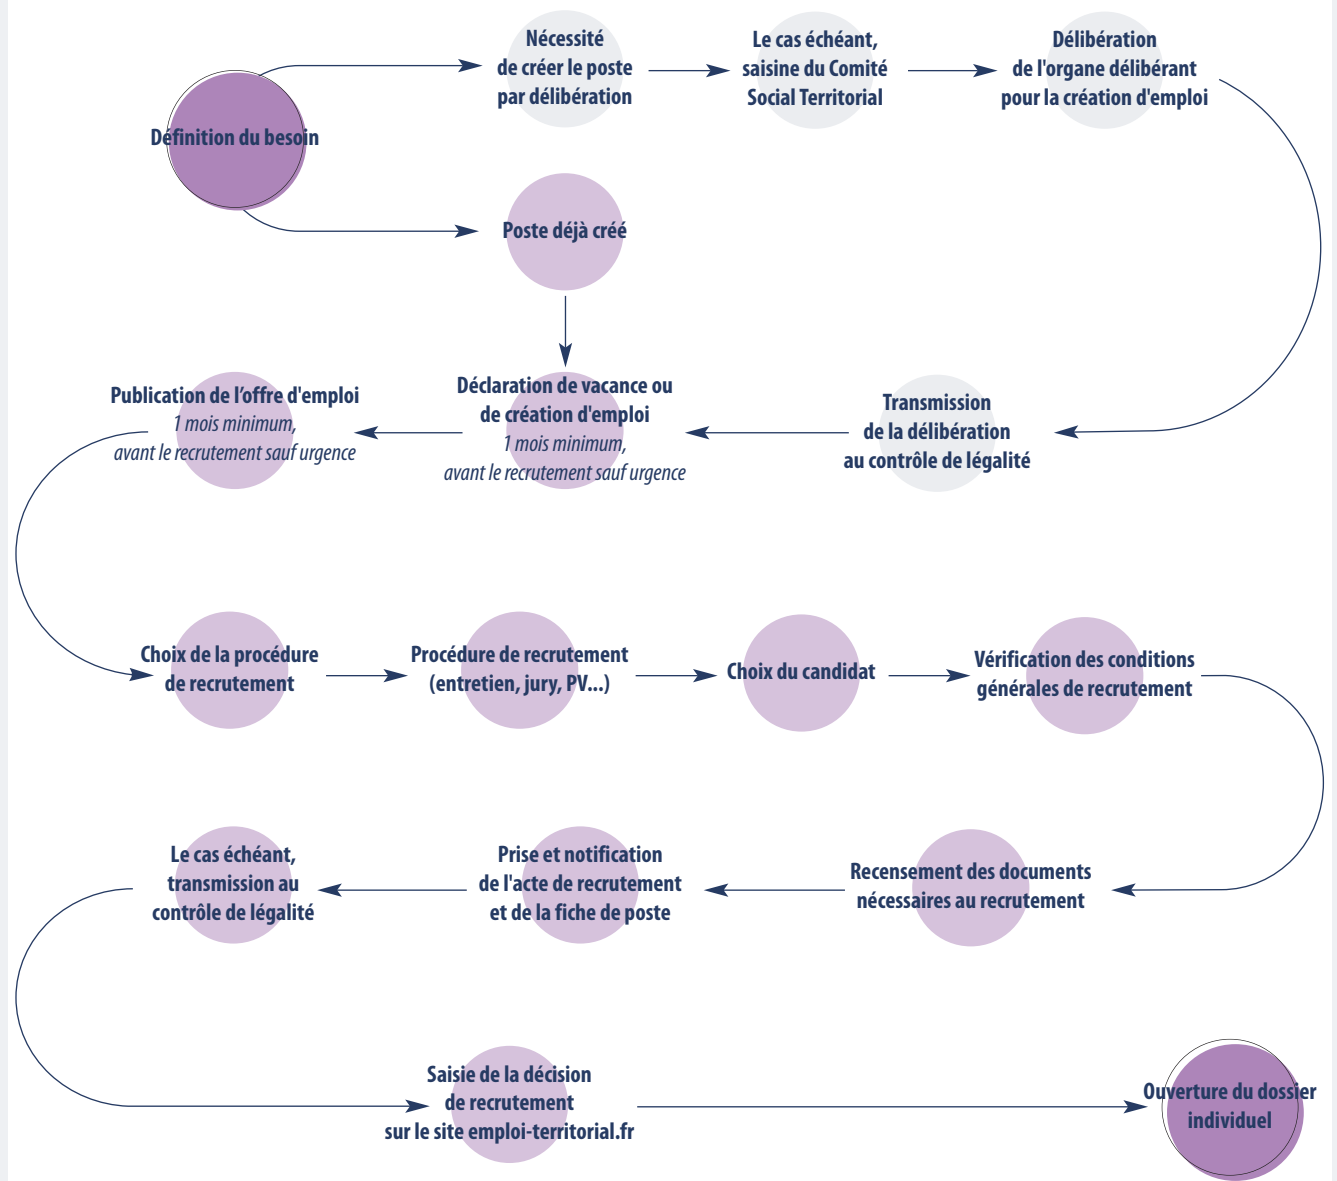 Définition du besoin
Nécessité
de créer le poste
par délibération
Le cas échéant,
saisine du Comité
Social Territorial
Délibération
de l'organe délibérant
pour la création d'emploi
Poste déjà créé
Transmission
de la délibération
au contrôle de légalité
Déclaration de vacance ou
de création d'emploi
1 mois minimum,
avant le recrutement sauf urgence
Publication de l’offre d'emploi
1 mois minimum,
avant le recrutement sauf urgence
Choix de la procédure
de recrutement
Procédure de recrutement
(entretien, jury, PV...)
Choix du candidat
Vérification des conditions
générales de recrutement
Recensement des documents
nécessaires au recrutement
Prise et notification
de l'acte de recrutement
et de la fiche de poste
Le cas échéant,
transmission au
contrôle de légalité
Saisie de la décision
de recrutement
sur le site emploi-territorial.fr
Ouverture du dossier
individuel